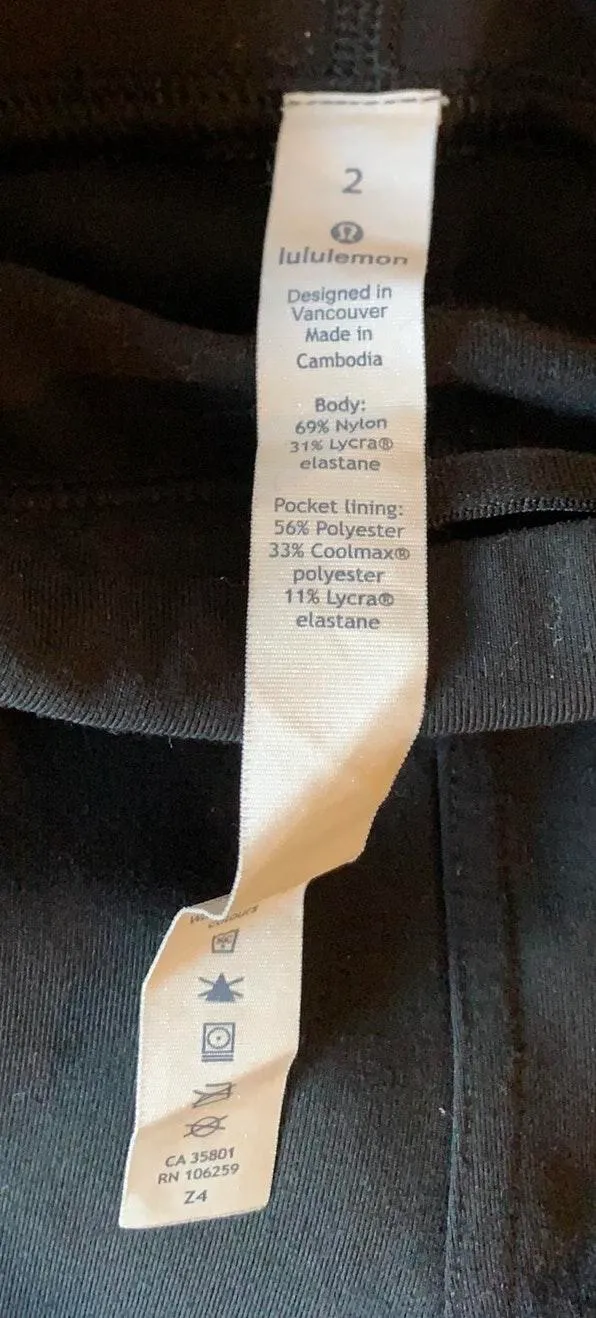 2
lululemon
Designed in
Vancouver
Made in
Cambodia
Body:
69% Nylon
31% Lycra®
elastane
Pocket lining:
56% Polyester
33% Coolmax®
polyester
11% Lycra®
elastane
colours
CA 35801
RN 106259
Z4